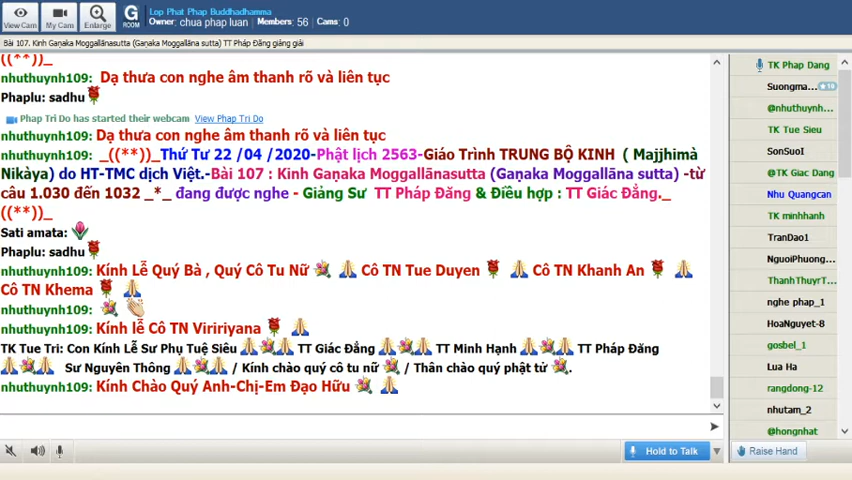 View Cam
My Cam
Enlarge
G
ROOM
Lop Phat Phap Buddhadhamma
Owner: chua phap luan Members: 56 Cams: 0
Bài 107. Kinh Gaṇaka Moggallānasutta (Gaṇaka Moggallāna sutta) TT Pháp Đăng giảng giải
((**))_
nhuthuynh109: Dạ thưa con nghe âm thanh rõ và liên tục
Phaplu: sadhu
Phap Tri Do has started their webcam View Phap Tri Do
nhuthuynh109: Dạ thưa con nghe âm thanh rõ và liên tục
nhuthuynh109: _((**))_Thứ Tư 22 /04 /2020-Phật lịch 2563-Giáo Trình TRUNG BỘ KINH ( Majjhimà
Nikàya) do HT-TMC dịch Việt.-Bài 107 : Kinh Gaṇaka Moggallānasutta (Gaṇaka Moggallāna sutta) -từ
câu 1.030 đến 1032 _*_ đang được nghe - Giảng Sư TT Pháp Đăng & Điều hợp : TT Giác Đẳng._
((**))_
Sati amata:
Phaplu: sadhu
nhuthuynh109: Kính Lễ Quý Bà , Quý Cô Tu Nữ Cô TN Tue Duyen Cô TN Khanh An
Cô TN Khema
nhuthuynh109:
nhuthuynh109: Kính lễ Cô TN Viririyana
TK Tue Tri: Con Kính Lễ Sư Phụ Tuệ Siêu TT Giác Đẳng TT Minh Hạnh TT Pháp Đăng
Sư Nguyên Thông / Kính chào quý cô tu nữ / Thân chào quý phật tử .
nhuthuynh109: Kính Chào Quý Anh-Chị-Em Đạo Hữu
Hold to Talk
TK Phap Dang
Suongma... 10
@nhuthuynh...
TK Tue Sieu
SonSuoI
@TK Giac Dang
Nhu Quangcan
TK minhhanh
TranDao1
NguoiPhuong...
ThanhThuyrT...
nghe phap_1
HoaNguyet-8
gosbel_1
Lua Ha
rangdong-12
nhutam_2
@hongnhat
Raise Hand